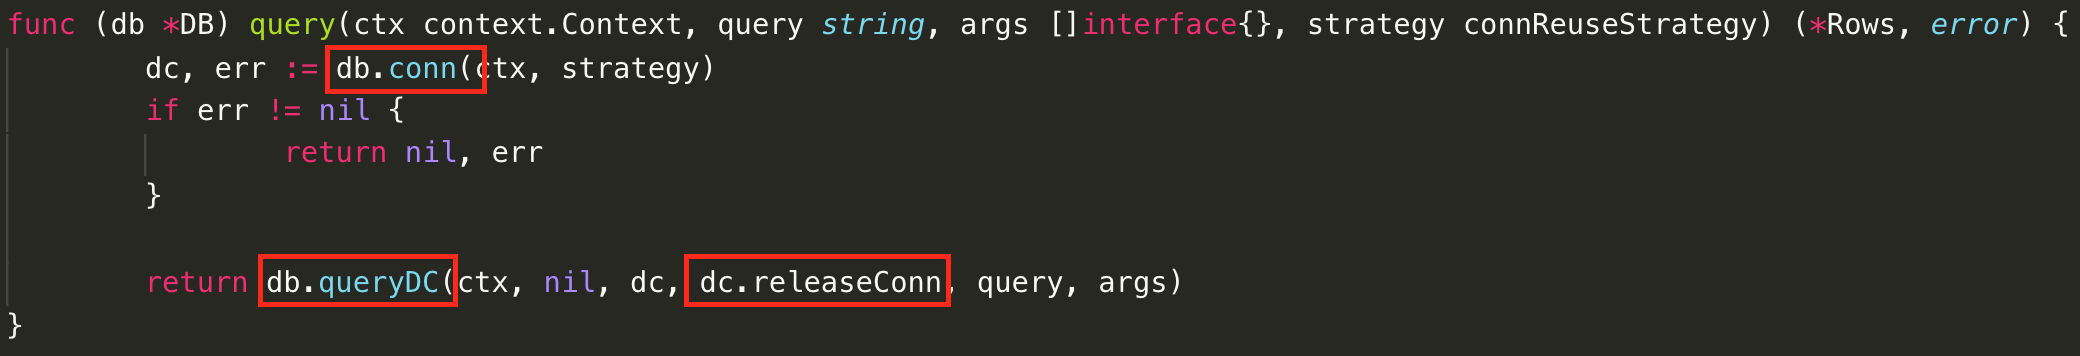 func (db *DB) query(ctx context.Context, query string, args []interface{}, strategy connReuseStrategy) (*Rows, error) {
dc, err := db.conn(ctx, strategy)
if err != nil {
return nil, err
}
return db.queryDC(ctx, nil, dc, dc.releaseConn, query, args)
}